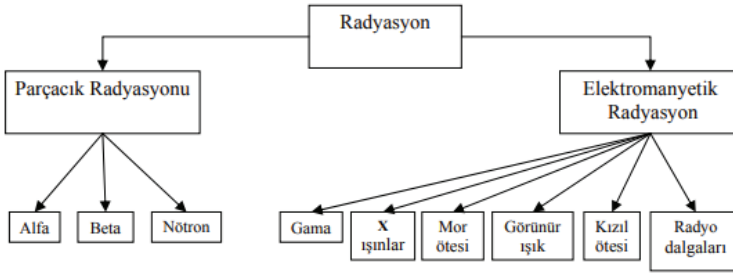 Radyasyon
Parçacık Radyasyonu
Elektromanyetik
Radyasyon
Alfa
Beta
Nötron
Gama
X
ışınlar
Mor
ötesi
Görünür
ışık
Kızıl
ötesi
Radyo
dalgaları